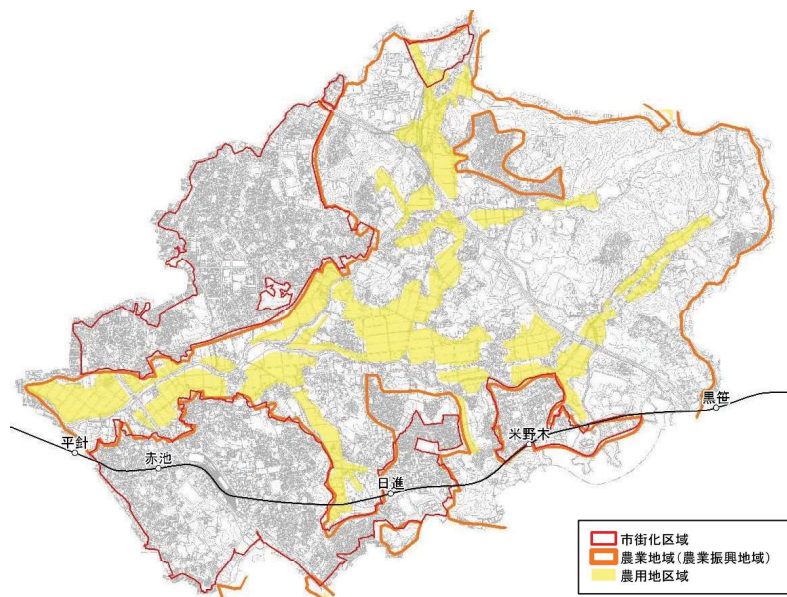 黒笹
米野木
平針
赤池
日進
市街化区域
農業地域(農業振興地域)
農用地区域